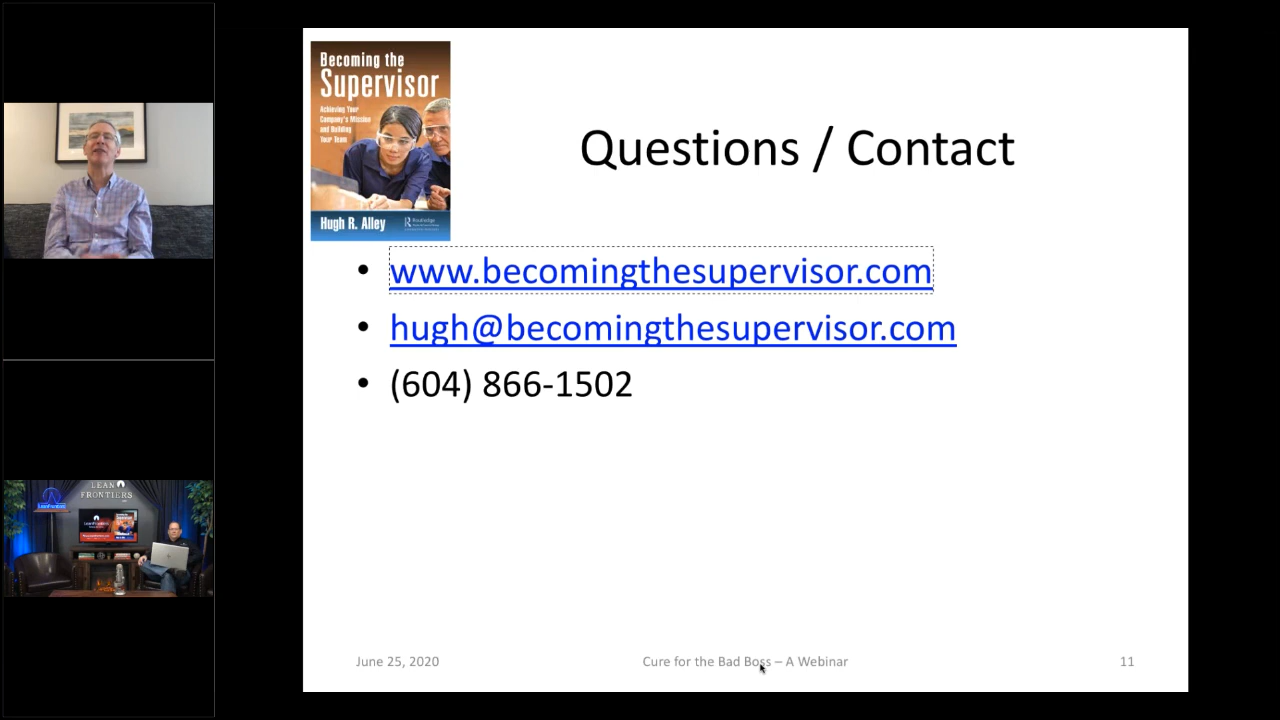 Becoming the
Supervisor
Achieving Your
Company's Mission
and Building
Your Team
Hugh R. Alley
Routledge
Questions / Contact
• www.becomingthesupervisor.com
• hugh@becomingthesupervisor.com
• (604) 866-1502
June 25, 2020
Cure for the Bad Boss – A Webinar
11
LEAN
FRONTIERS